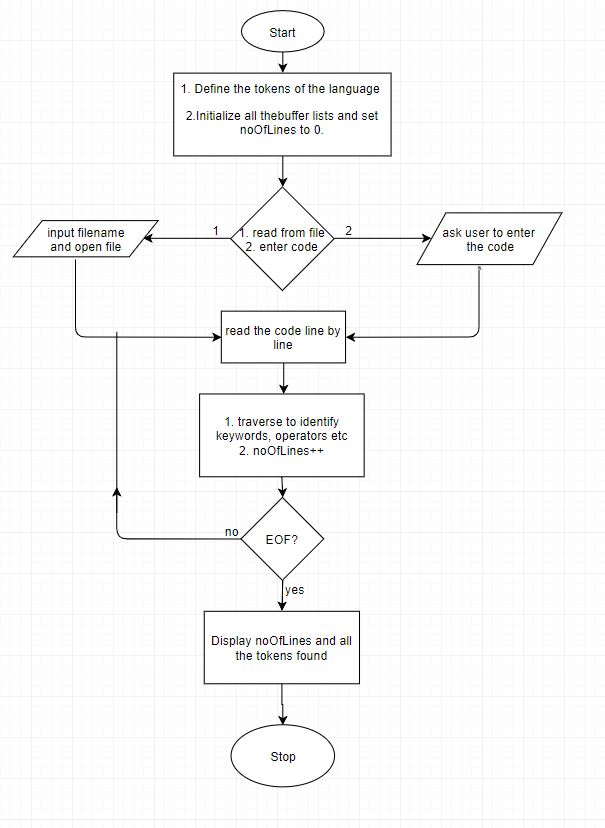 Start
1. Define the tokens of the language
2.Initialize all thebuffer lists and set
noOfLines to 0.
1
1. read from file
2. enter code
2
input filename
and open file
ask user to enter
the code
read the code line by
line
1. traverse to identify
keywords, operators etc
2. noOfLines++
no
EOF?
yes
Display noOfLines and all
the tokens found
Stop